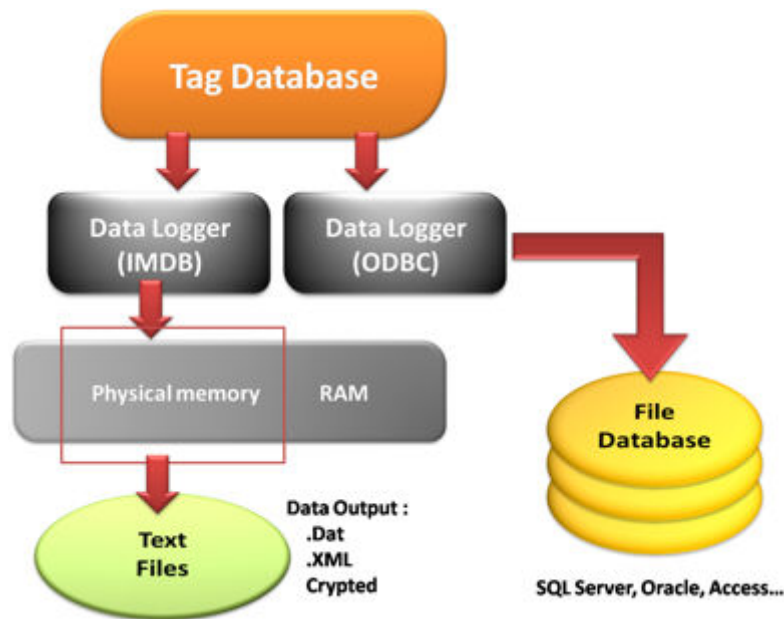 Tag Database
Data Logger
(IMDB)
Data Logger
(ODBC)
Physical memory
RAM
File
Database
Text
Files
Data Output :
.Dat
.XML
Crypted
SQL Server, Oracle, Access...